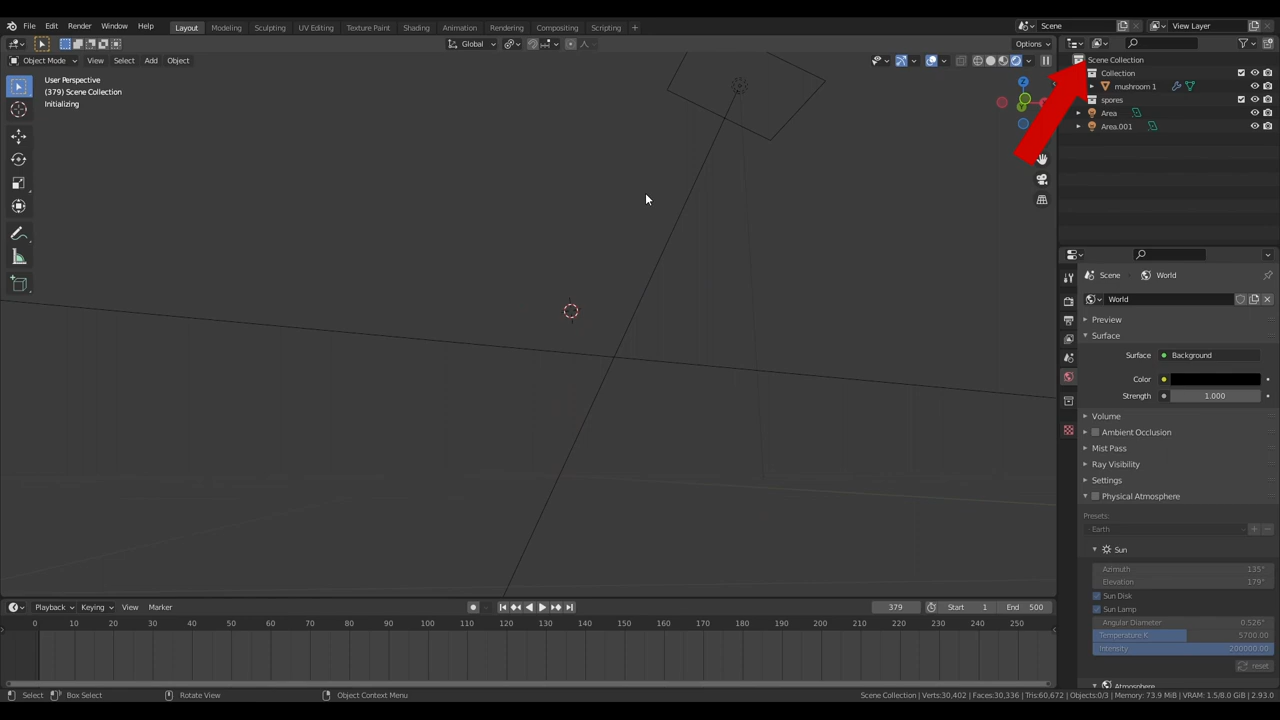 File Edit Render Window Help Layout Modeling Sculpting UV Editing Texture Paint Shading Animation Rendering Compositing Scripting + Scene View Layer
Object Mode View Select Add Object Global Options
User Perspective
(379) Scene Collection
Initializing
Z
Y
Scene Collection
Collection
mushroom 1
spores
Area
Area.001
Scene World
World
Preview
Surface
Surface Background
Color
Strength 1.000
Volume
Ambient Occlusion
Mist Pass
Ray Visibility
Settings
Physical Atmosphere
Presets:
Earth
Sun
Azimuth 135°
Elevation 179°
Sun Disk
Sun Lamp
Angular Diameter 0.526°
Temperature K 5700.00
Intensity 200000.00
reset
Atmosphere
Playback Keying View Marker 379 Start 1 End 500
0 10 20 30 40 50 60 70 80 90 100 110 120 130 140 150 160 170 180 190 200 210 220 230 240 250
Select Box Select Rotate View Object Context Menu Scene Collection | Verts:30,402 | Faces:30,336 | Tris:60,672 | Objects:0/3 | Memory: 73.9 MiB | VRAM: 1.5/8.0 GiB | 2.93.0